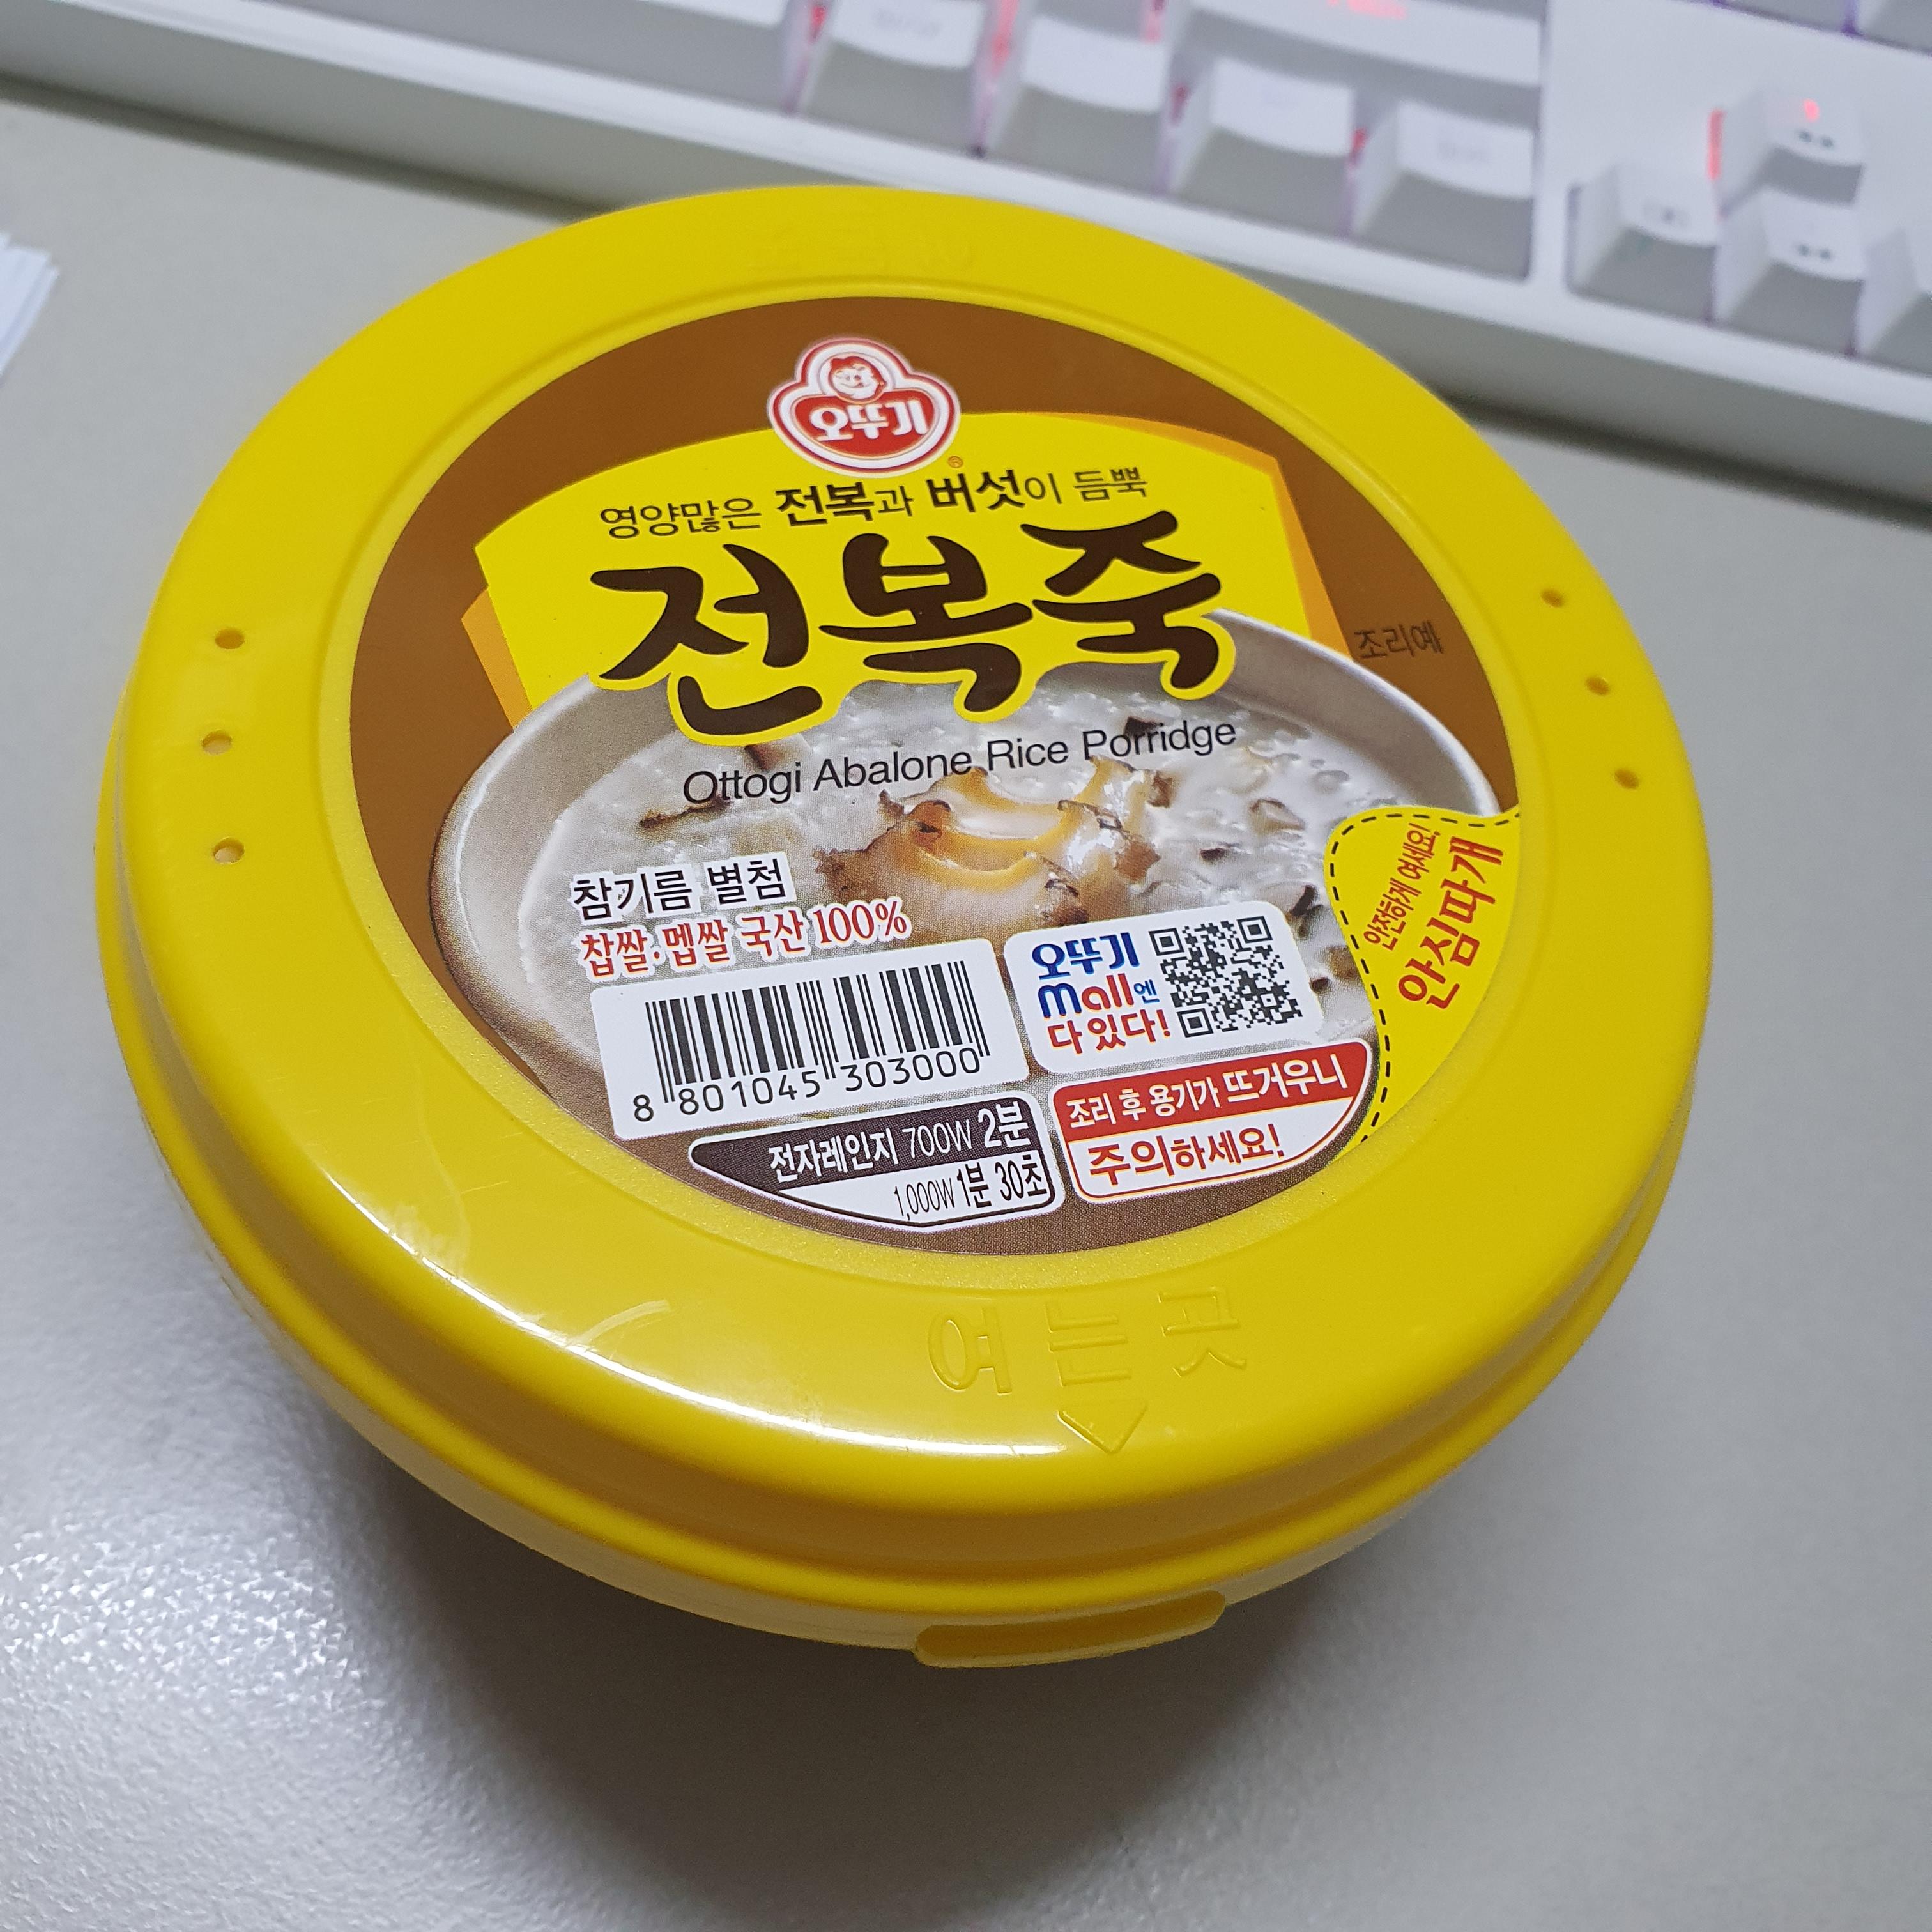 오뚜기
영양많은 전복과 버섯이 듬뿍
전복죽
조리예
Ottogi Abalone Rice Porridge
참기름 별첨
찹쌀·멥쌀 국산 100%
8 801045 303000
오뚜기
mall엔
다 있다!
안전하게 여세요!
안심따개
전자레인지 700W 2분
1,000W 1분 30초
조리 후 용기가 뜨거우니
주의하세요!
여는곳